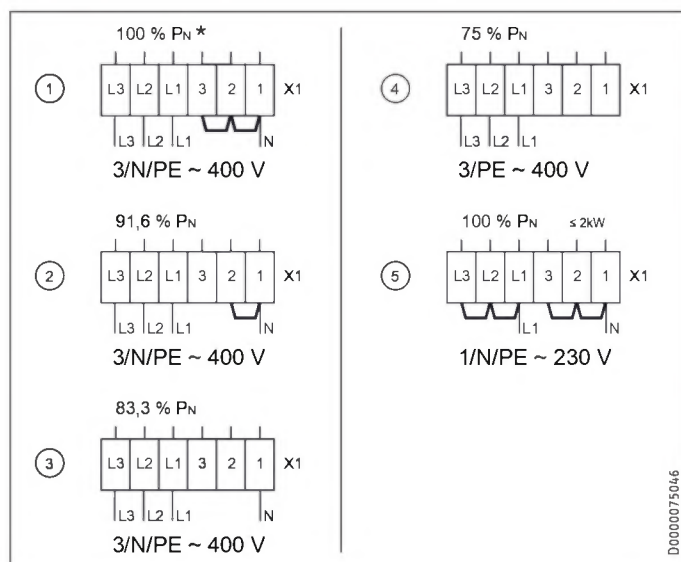 100 % PN *
1
L3 L2 L1 3 2 1 X1
L3 L2 L1 N
3/N/PE ~ 400 V
91,6 % PN
2
L3 L2 L1 3 2 1 X1
L3 L2 L1 N
3/N/PE ~ 400 V
83,3 % PN
3
L3 L2 L1 3 2 1 X1
L3 L2 L1 N
3/N/PE ~ 400 V
75 % PN
4
L3 L2 L1 3 2 1 X1
L3 L2 L1
3/PE ~ 400 V
100 % PN ≤ 2kW
5
L3 L2 L1 3 2 1 X1
L1 N
1/N/PE ~ 230 V
D0000075046